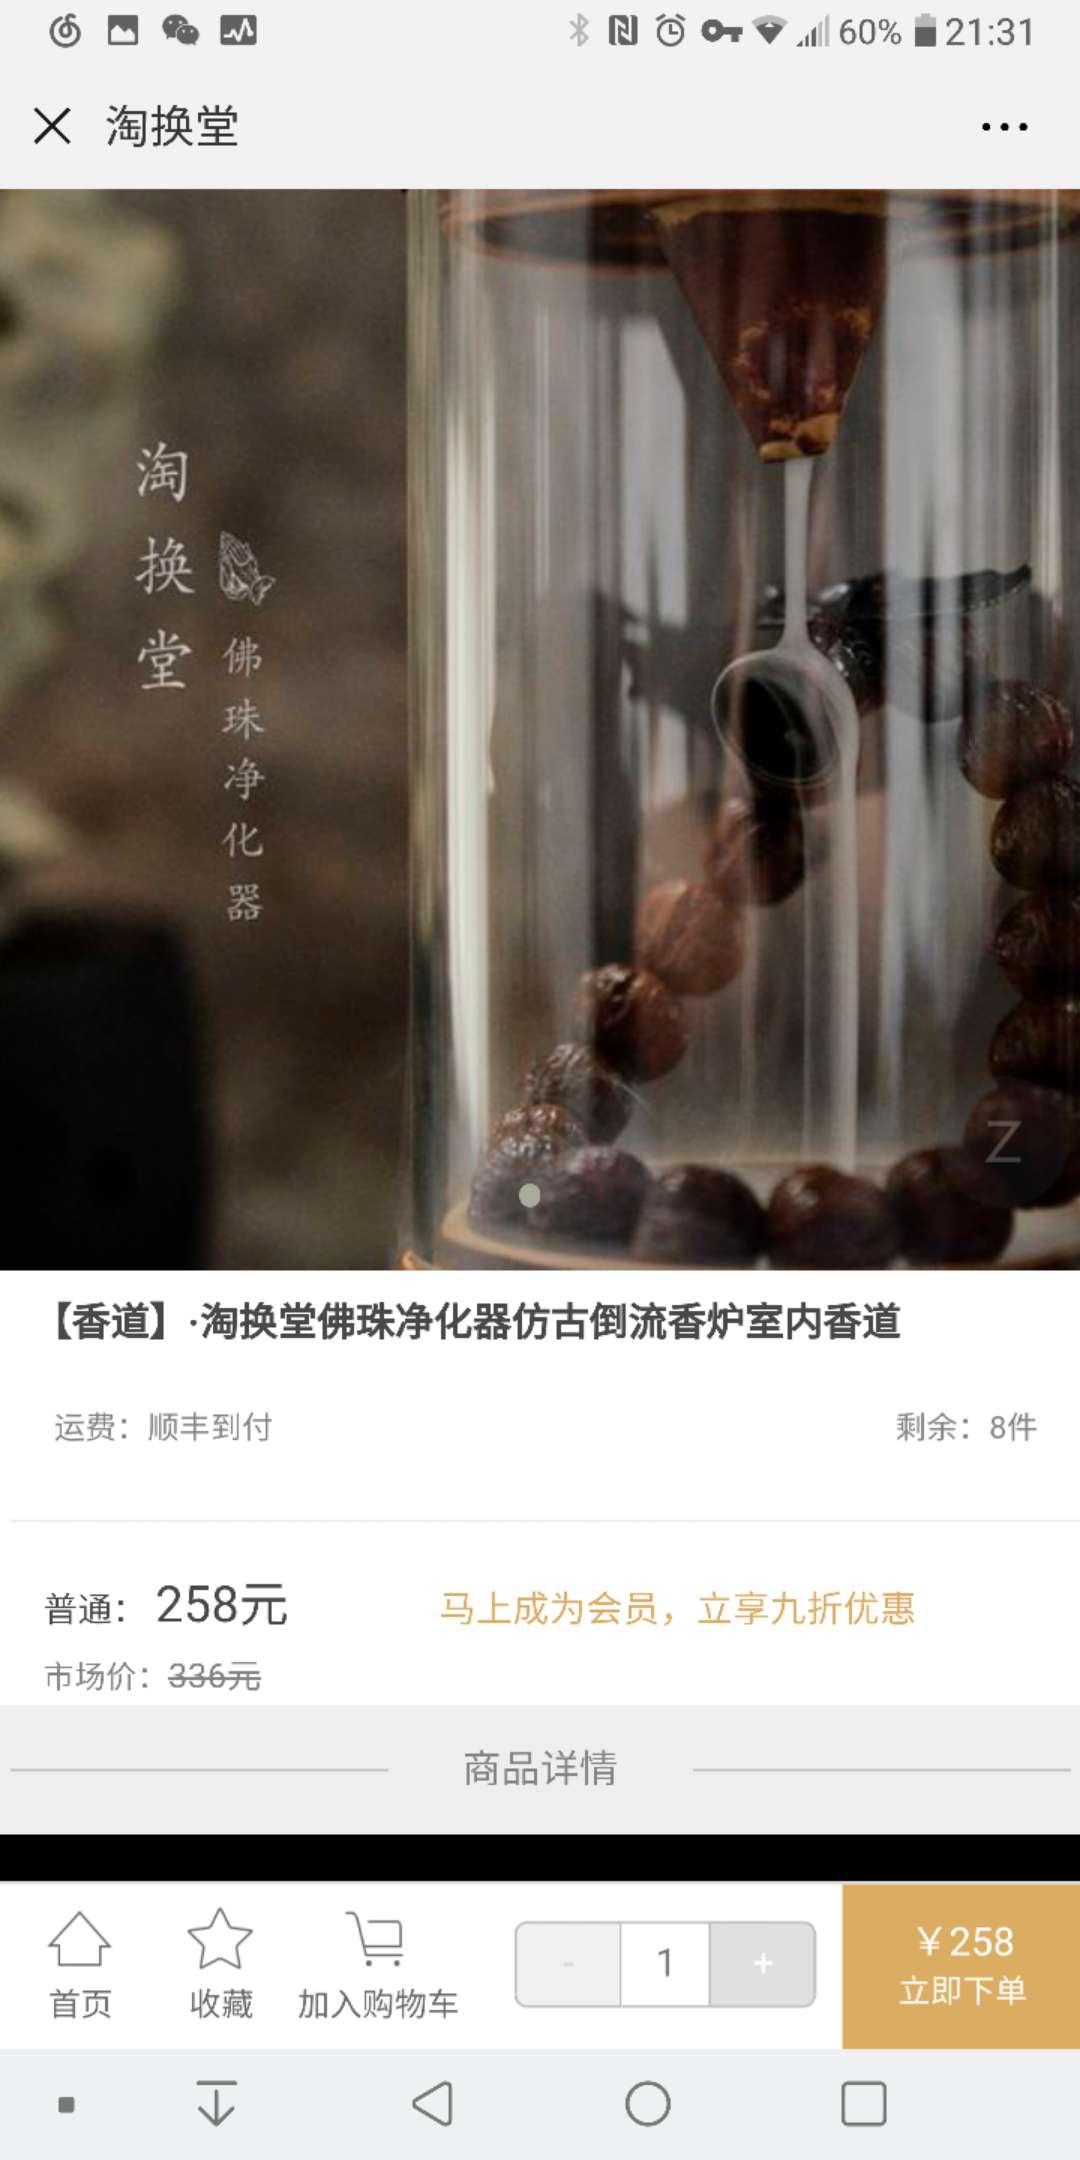 60% 21:31
淘换堂
淘换堂
佛珠净化器
Z
【香道】·淘换堂佛珠净化器仿古倒流香炉室内香道
运费：顺丰到付 剩余：8件
普通：258元 马上成为会员，立享九折优惠
市场价：336元
商品详情
首页 收藏 加入购物车 - 1 + ￥258
立即下单